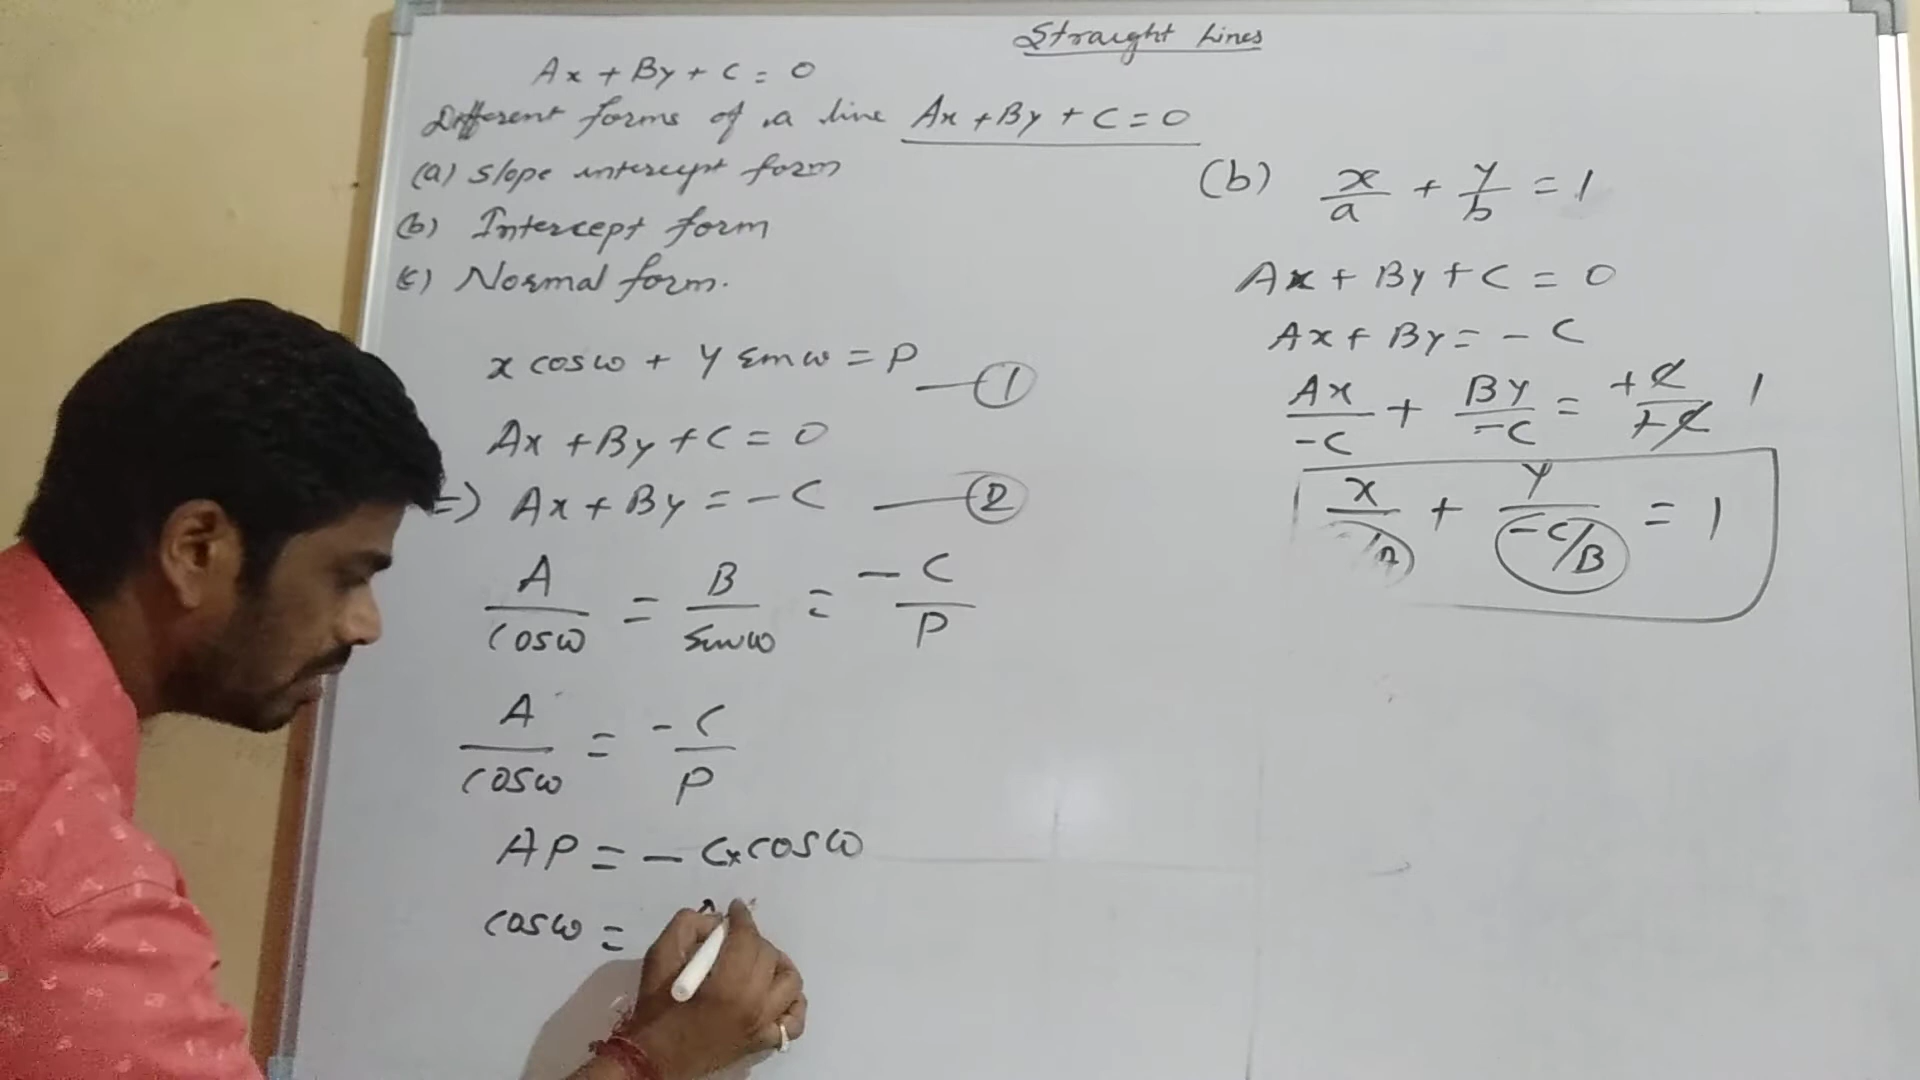 Straight Lines
Ax + By + C = 0
Different forms of a line Ax + By + C = 0
(a) Slope intercept form
(b) Intercept form
(c) Normal form.
x cosω + y sinω = P —(1)
Ax + By + C = 0
=) Ax + By = - C —(2)
A/cosω = B/sinω = -C/P
A/cosω = -C/P
AP = - C × cosω
cosω =
(b) x/a + y/b = 1
Ax + By + C = 0
Ax + By = - C
Ax/-C + By/-C = +C/+C 1
x/ /A + y/-C/B = 1